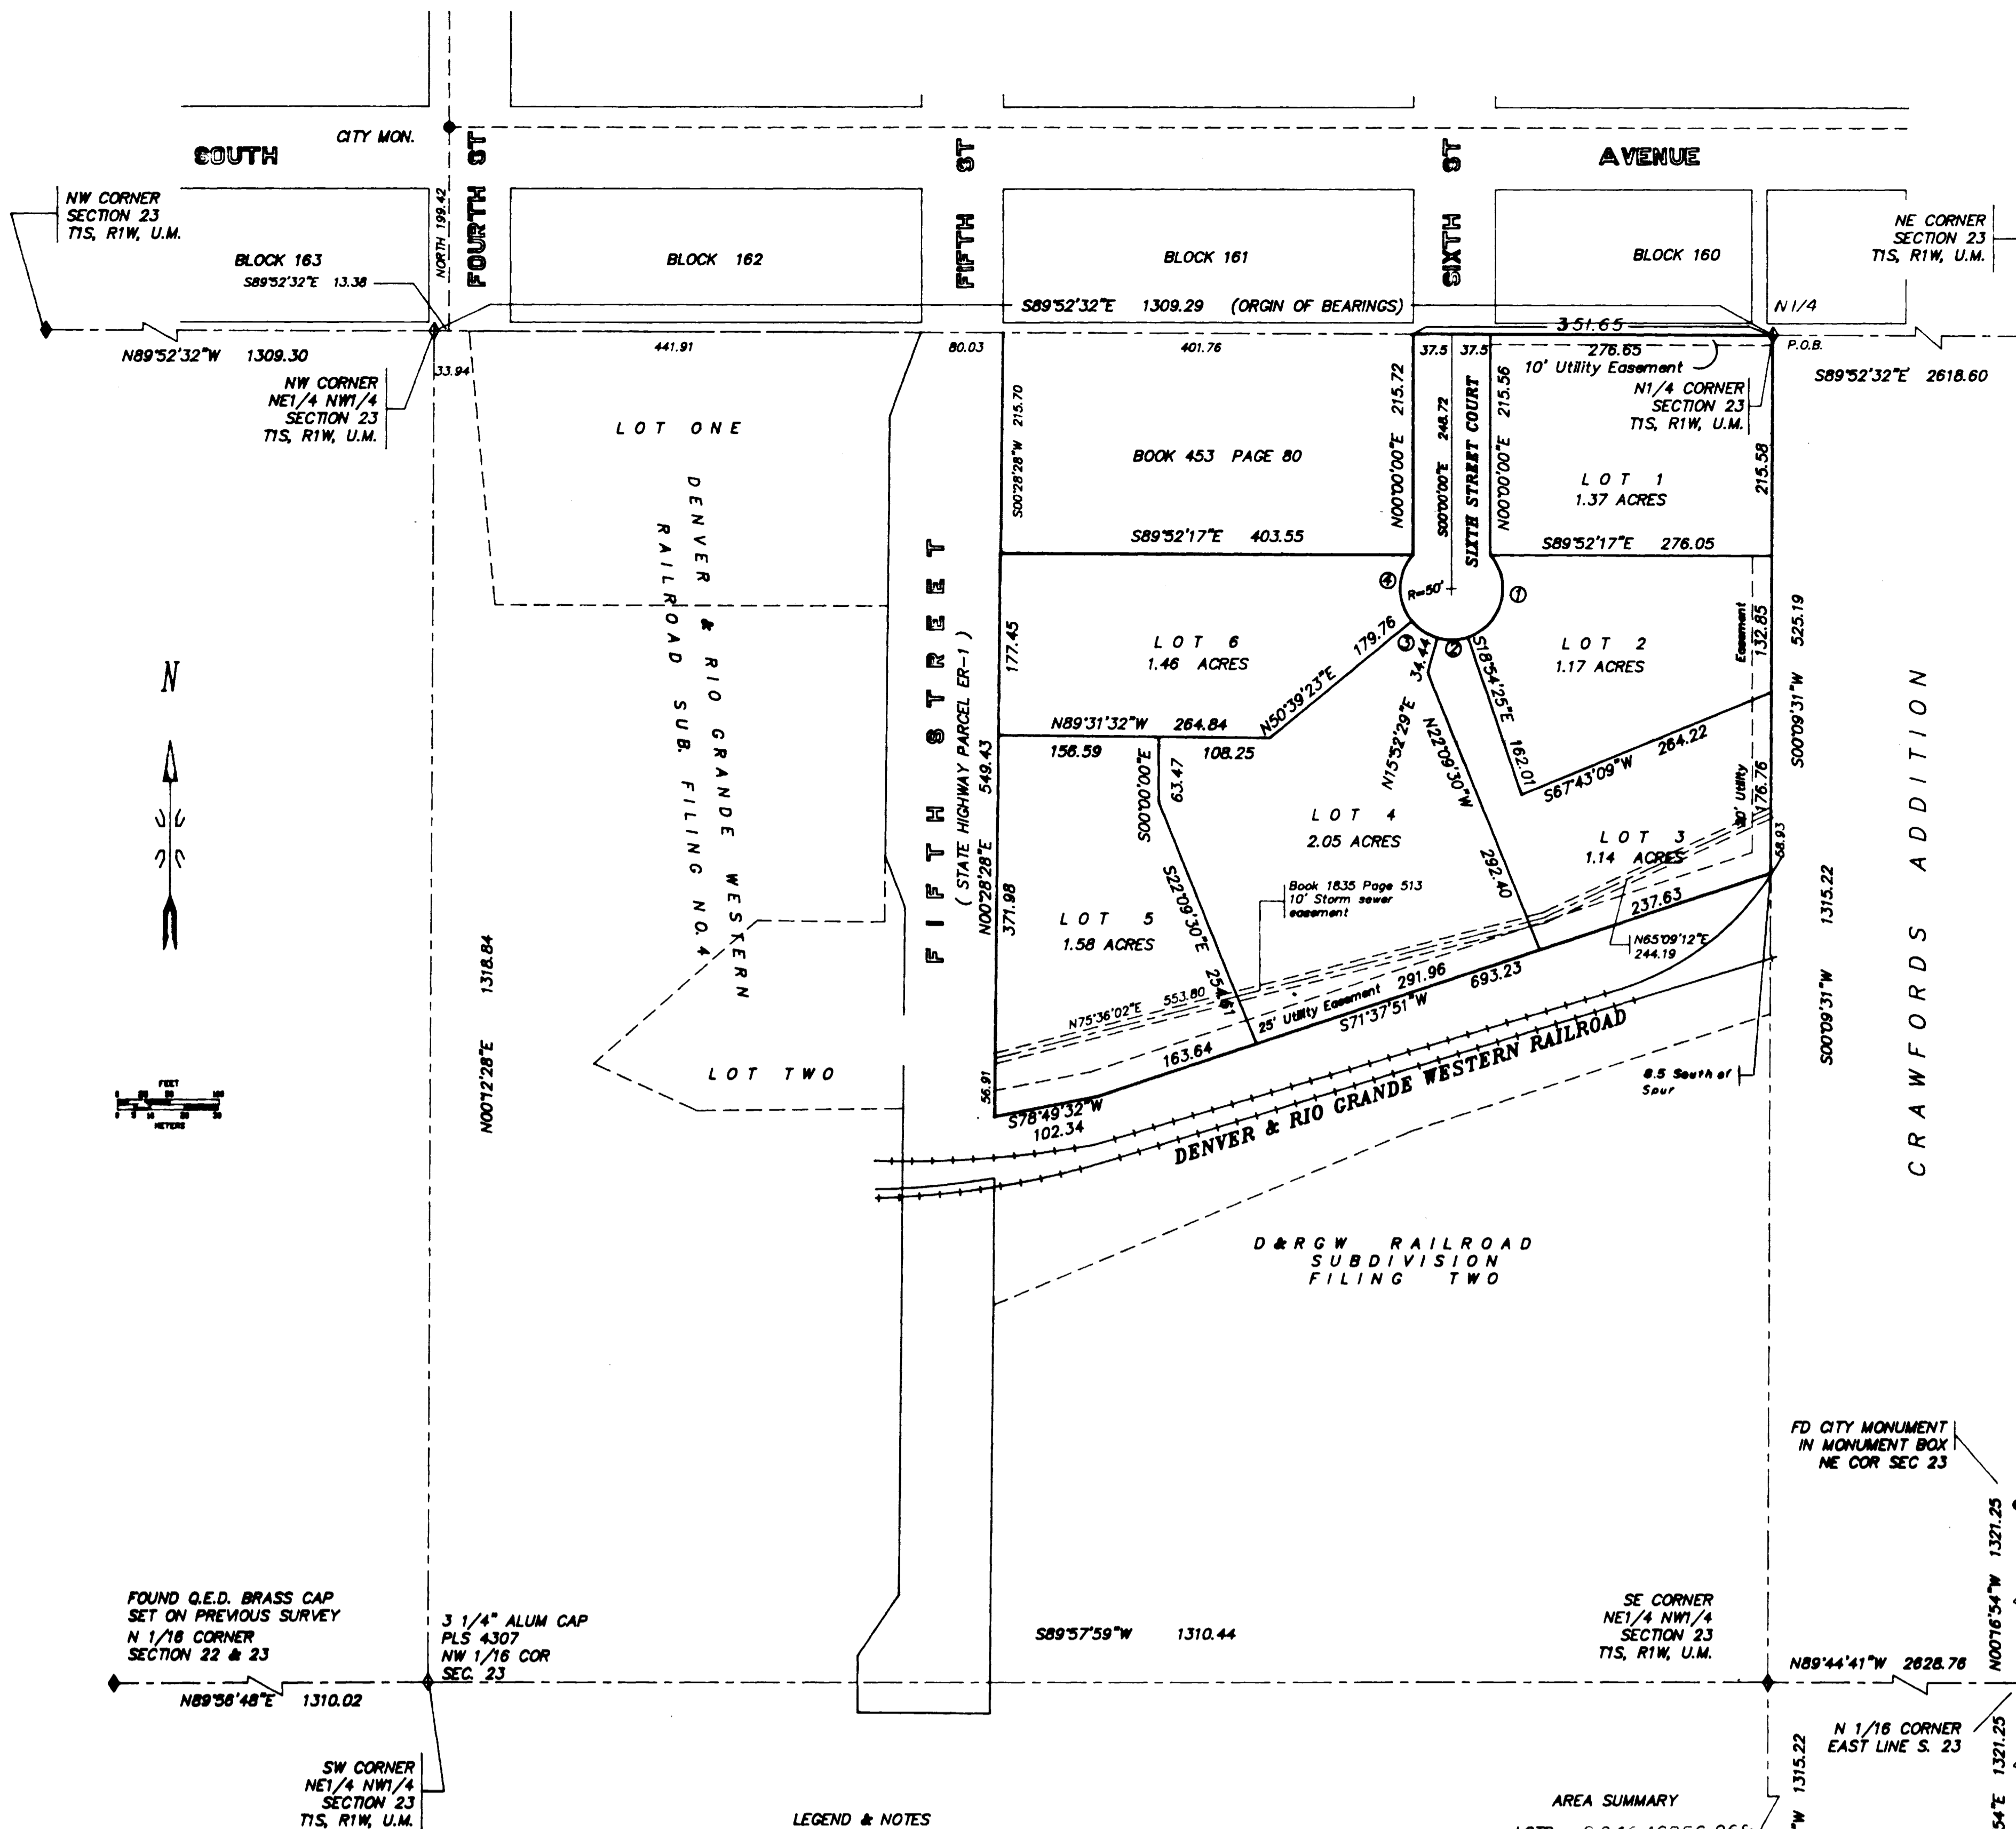 SOUTH
CITY MON.
FOURTH ST
FIFTH ST
SIXTH ST
AVENUE
NORTH 199.42
NW CORNER
SECTION 23
T1S, R1W, U.M.
BLOCK 163
S89°52'32"E 13.38
BLOCK 162
BLOCK 161
BLOCK 160
NE CORNER
SECTION 23
T1S, R1W, U.M.
S89°52'32"E 1309.29 (ORGIN OF BEARINGS)
N 1/4
351.65
N89°52'32"W 1309.30
441.91
80.03
401.76
37.5
37.5
276.65
10' Utility Easement
P.O.B.
S89°52'32"E 2618.60
33.94
NW CORNER
NE1/4 NW1/4
SECTION 23
T1S, R1W, U.M.
N1/4 CORNER
SECTION 23
T1S, R1W, U.M.
LOT ONE
S00°28'28"W 215.70
BOOK 453 PAGE 80
N00°00'00"E 215.72
S00°00'00"E 248.72
SIXTH STREET COURT
N00°00'00"E 215.56
LOT 1
1.37 ACRES
215.58
S89°52'17"E 403.55
S89°52'17"E 276.05
DENVER & RIO GRANDE WESTERN
RAILROAD SUB. FILING NO. 4
FIFTH STREET
( STATE HIGHWAY PARCEL ER-1 )
4
R=50'
1
3
2
177.45
LOT 6
1.46 ACRES
179.76
N50°39'23"E
34.44
N15°52'29"E
S18°54'25"E 162.01
LOT 2
1.17 ACRES
Easement
132.85
S00°09'31"W 525.19
N
N89°31'32"W 264.84
156.59
108.25
S00°00'00"E
63.47
N22°09'30"W
292.40
S67°43'09"W 264.22
20' Utility
176.76
N00°28'28"E 549.43
371.98
LOT 4
2.05 ACRES
LOT 3
1.14 ACRES
58.93
S22°09'30"E
Book 1835 Page 513
10' Storm sewer
easement
LOT 5
1.58 ACRES
237.63
N65°09'12"E
244.19
S00°09'31"W 1315.22
CRAWFORDS ADDITION
N00°12'28"E 1318.84
N75°36'02"E 553.80
25' Utility Easement
291.96
693.23
S71°37'51"W
163.64
56.91
S78°49'32"W
102.34
DENVER & RIO GRANDE WESTERN RAILROAD
8.5 South of
Spur
LOT TWO
FEET
METERS
D&RGW RAILROAD
SUBDIVISION
FILING TWO
FD CITY MONUMENT
IN MONUMENT BOX
NE COR SEC 23
N00°16'54"W 1321.25
FOUND Q.E.D. BRASS CAP
SET ON PREVIOUS SURVEY
N 1/16 CORNER
SECTION 22 & 23
3 1/4" ALUM CAP
PLS 4307
NW 1/16 COR
SEC. 23
S89°57'59"W 1310.44
SE CORNER
NE1/4 NW1/4
SECTION 23
T1S, R1W, U.M.
N89°56'48"E 1310.02
N89°44'41"W 2628.76
N 1/16 CORNER
EAST LINE S. 23
SW CORNER
NE1/4 NW1/4
SECTION 23
T1S, R1W, U.M.
LEGEND & NOTES
AREA SUMMARY
"W 1315.22
54"E 1321.25